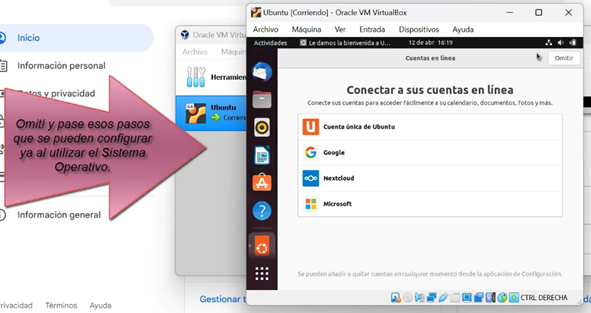 Inicio
Información personal
Datos y privacidad
Información general
Privacidad Términos Ayuda
Omití y pase esos pasos
que se pueden configurar
ya al utilizar el Sistema
Operativo.
Oracle VM VirtualBox
Archivo
Herramien
Ubuntu
Corriendo
Gestionar t
Ubuntu [Corriendo] - Oracle VM VirtualBox
Archivo Máquina Ver Entrada Dispositivos Ayuda
Actividades Le damos la bienvenida a U... 12 de abr 16:19
Cuentas en línea Omitir
Conectar a sus cuentas en línea
Conecte sus cuentas para acceder fácilmente a su calendario, documentos, fotos y más.
Cuenta única de Ubuntu
Google
Nextcloud
Microsoft
Se pueden añadir o quitar cuentas en cualquier momento desde la aplicación de Configuración.
CTRL DERECHA